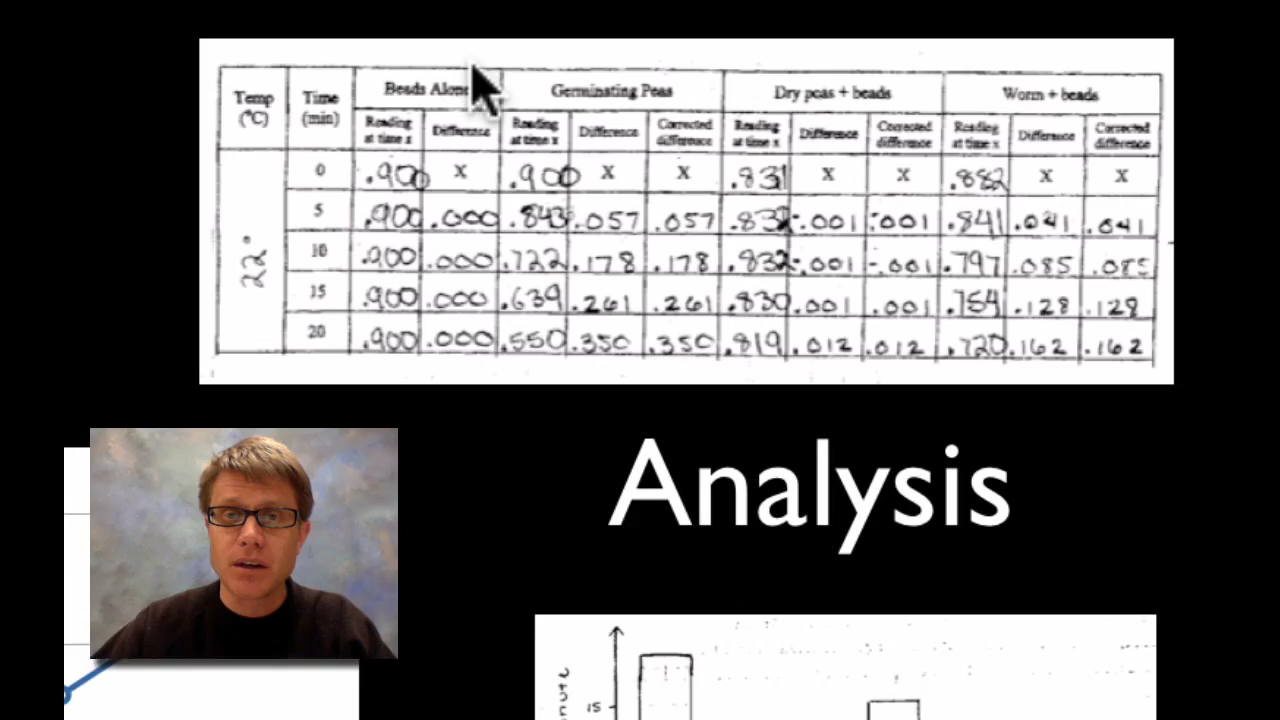 Beads Alone Germinating Peas Dry peas + beads Worm + beads
Temp (°C) Time (min) Reading at time x Difference Reading at time x Difference Corrected difference Reading at time x Difference Corrected difference Reading at time x Difference Corrected difference
0 .900 X .900 X X .831 X X .882 X X
5 .900 .000 .843 .057 .057 .832 -.001 -.001 .841 .041 .041
22° 10 .900 .000 .722 .178 .178 .832 -.001 -.001 .797 .085 .085
15 .900 .000 .639 .261 .261 .830 .001 .001 .754 .128 .128
20 .900 .000 .550 .350 .350 .819 .012 .012 .720 .162 .162
Analysis
15